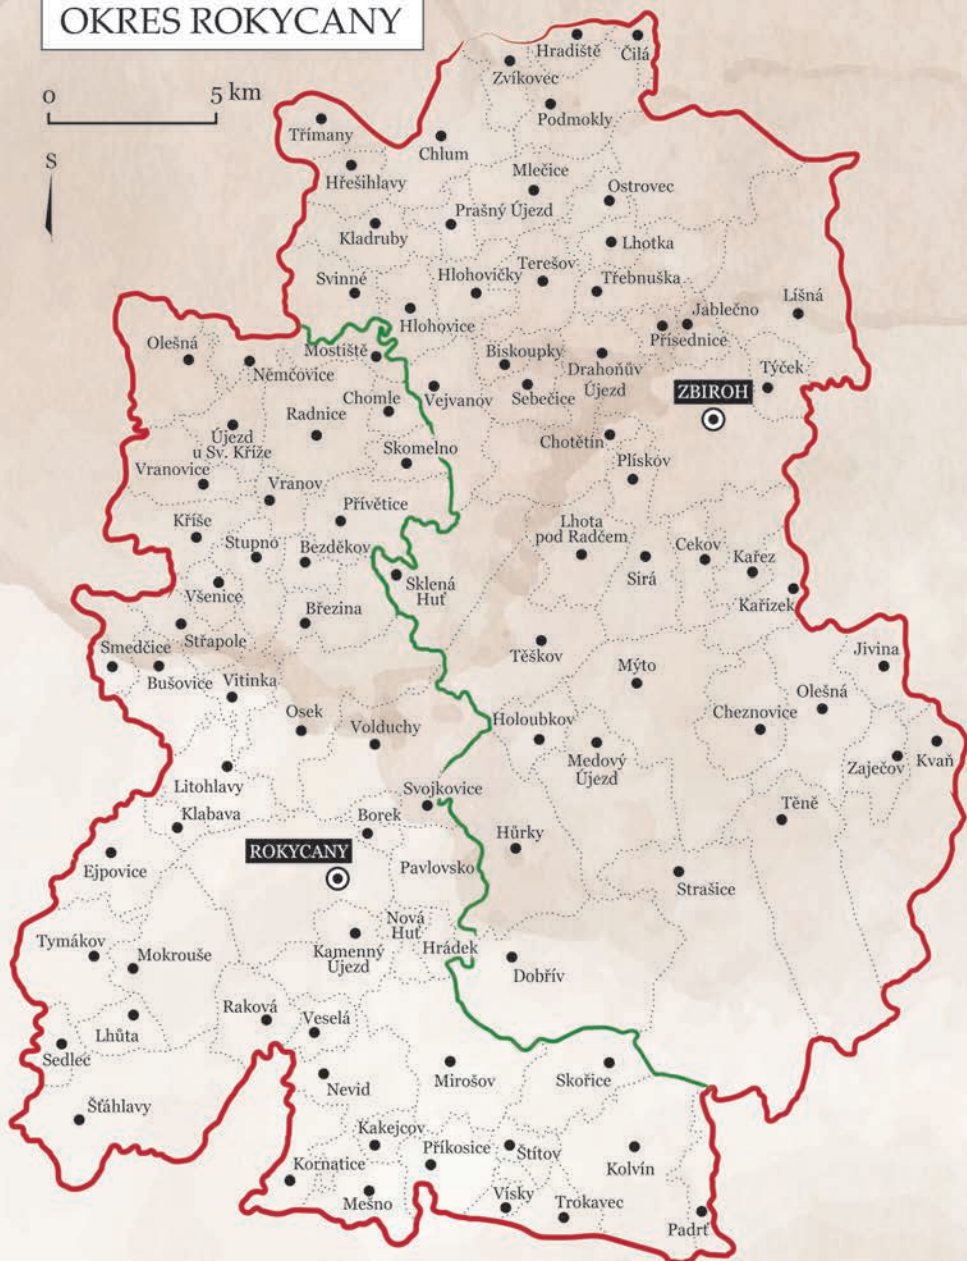 OKRES ROKYCANY
0
5 km
S
Hradiště
Čilá
Zvíkovec
Podmokly
Třímany
Chlum
Hřešihlavy
Mlečice
Ostrovec
Prašný Újezd
Kladruby
Lhotka
Terešov
Svinné
Hlohovičky
Třebnuška
Líšná
Jablečno
Hlohovice
Přísednice
Olešná
Mostiště
Biskoupky
Týček
Němčovice
Drahoňův
Újezd
Chomle
Vejvanov
Sebečice
ZBIROH
Radnice
Újezd
u Sv. Kříže
Chotětín
Skomelno
Plískov
Vranovice
Vranov
Přívětice
Kříše
Lhota
pod Radčem
Stupno
Bezděkov
Cekov
Kařez
Sirá
Sklená
Huť
Všenice
Kařízek
Březina
Střapole
Smedčice
Těškov
Jivina
Mýto
Bušovice
Vitinka
Olešná
Osek
Volduchy
Holoubkov
Cheznovice
Medový
Újezd
Zaječov
Kvaň
Litohlavy
Svojkovice
Těně
Klabava
Borek
Hůrky
ROKYCANY
Ejpovice
Pavlovsko
Strašice
Nová
Huť
Tymákov
Mokrouše
Kamenný
Újezd
Hrádek
Dobřív
Raková
Veselá
Lhůta
Sedlec
Mirošov
Skořice
Nevid
Šťáhlavy
Kakejcov
Příkosice
Štítov
Kornatice
Kolvín
Mešno
Vísky
Trokavec
Padrť